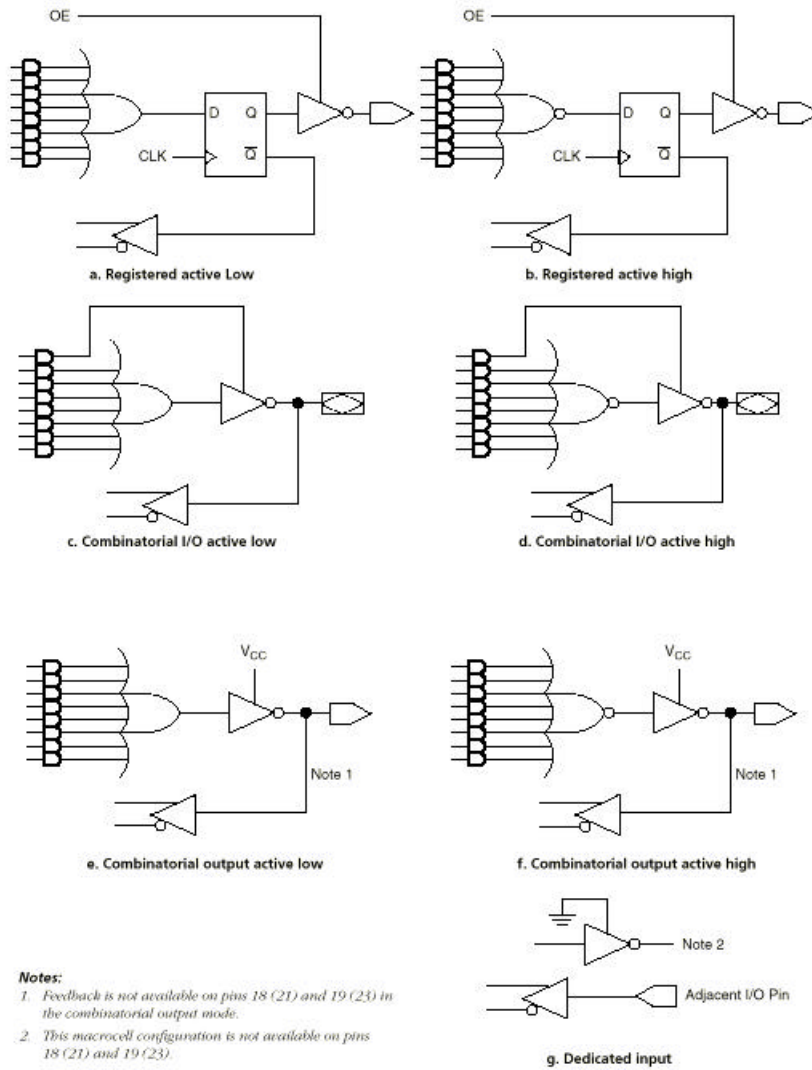 OE
D Q
CLK Q
a. Registered active Low
OE
D Q
CLK Q
b. Registered active high
c. Combinatorial I/O active low
d. Combinatorial I/O active high
VCC
Note 1
e. Combinatorial output active low
VCC
Note 1
f. Combinatorial output active high
Note 2
Adjacent I/O Pin
g. Dedicated input
Notes:
1. Feedback is not available on pins 18 (21) and 19 (23) in
the combinatorial output mode.
2. This macrocell configuration is not available on pins
18 (21) and 19 (23).